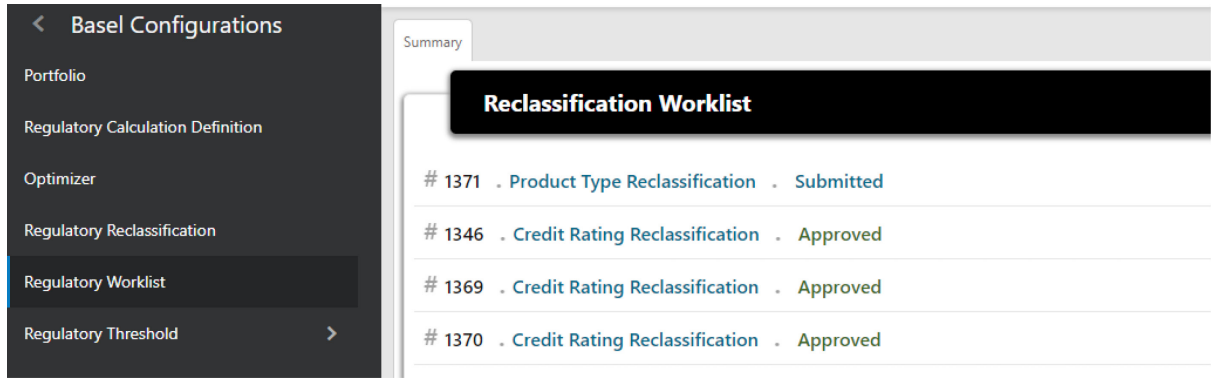 Basel Configurations
Portfolio
Regulatory Calculation Definition
Optimizer
Regulatory Reclassification
Regulatory Worklist
Regulatory Threshold
Summary
Reclassification Worklist
# 1371 . Product Type Reclassification . Submitted
# 1346 . Credit Rating Reclassification . Approved
# 1369 . Credit Rating Reclassification . Approved
# 1370 . Credit Rating Reclassification . Approved